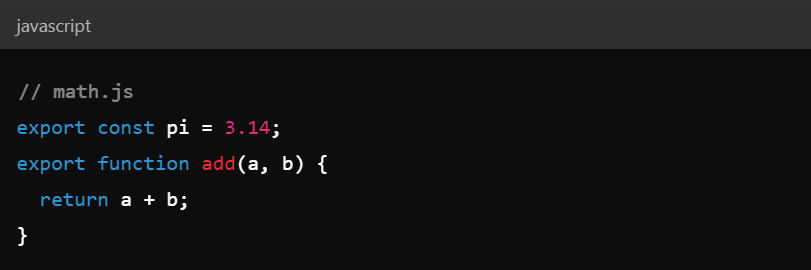 javascript
// math.js
export const pi = 3.14;
export function add(a, b) {
  return a + b;
}